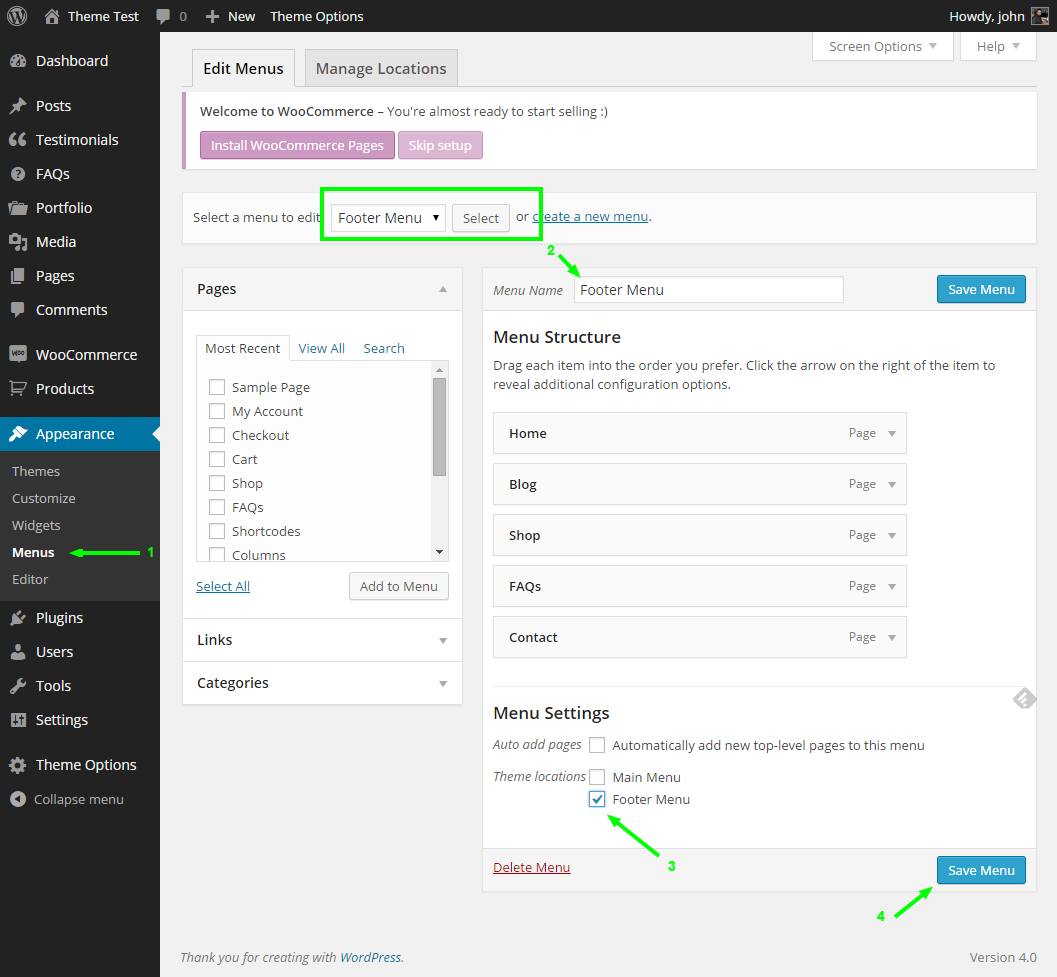 Theme Test 0 New Theme Options Howdy, john
Dashboard
Posts
Testimonials
FAQs
Portfolio
Media
Pages
Comments
WOO WooCommerce
Products
Appearance
Themes
Customize
Widgets
Menus 1
Editor
Plugins
Users
Tools
Settings
Theme Options
Collapse menu
Screen Options Help
Edit Menus Manage Locations
Welcome to WooCommerce – You're almost ready to start selling :)
Install WooCommerce Pages Skip setup
Select a menu to edit Footer Menu Select or create a new menu.
2
Pages
Most Recent View All Search
Sample Page
My Account
Checkout
Cart
Shop
FAQs
Shortcodes
Columns
Select All Add to Menu
Links
Categories
Menu Name Footer Menu Save Menu
Menu Structure
Drag each item into the order you prefer. Click the arrow on the right of the item to
reveal additional configuration options.
Home Page
Blog Page
Shop Page
FAQs Page
Contact Page
Menu Settings
Auto add pages Automatically add new top-level pages to this menu
Theme locations Main Menu
Footer Menu
3
Delete Menu Save Menu
4
Thank you for creating with WordPress. Version 4.0